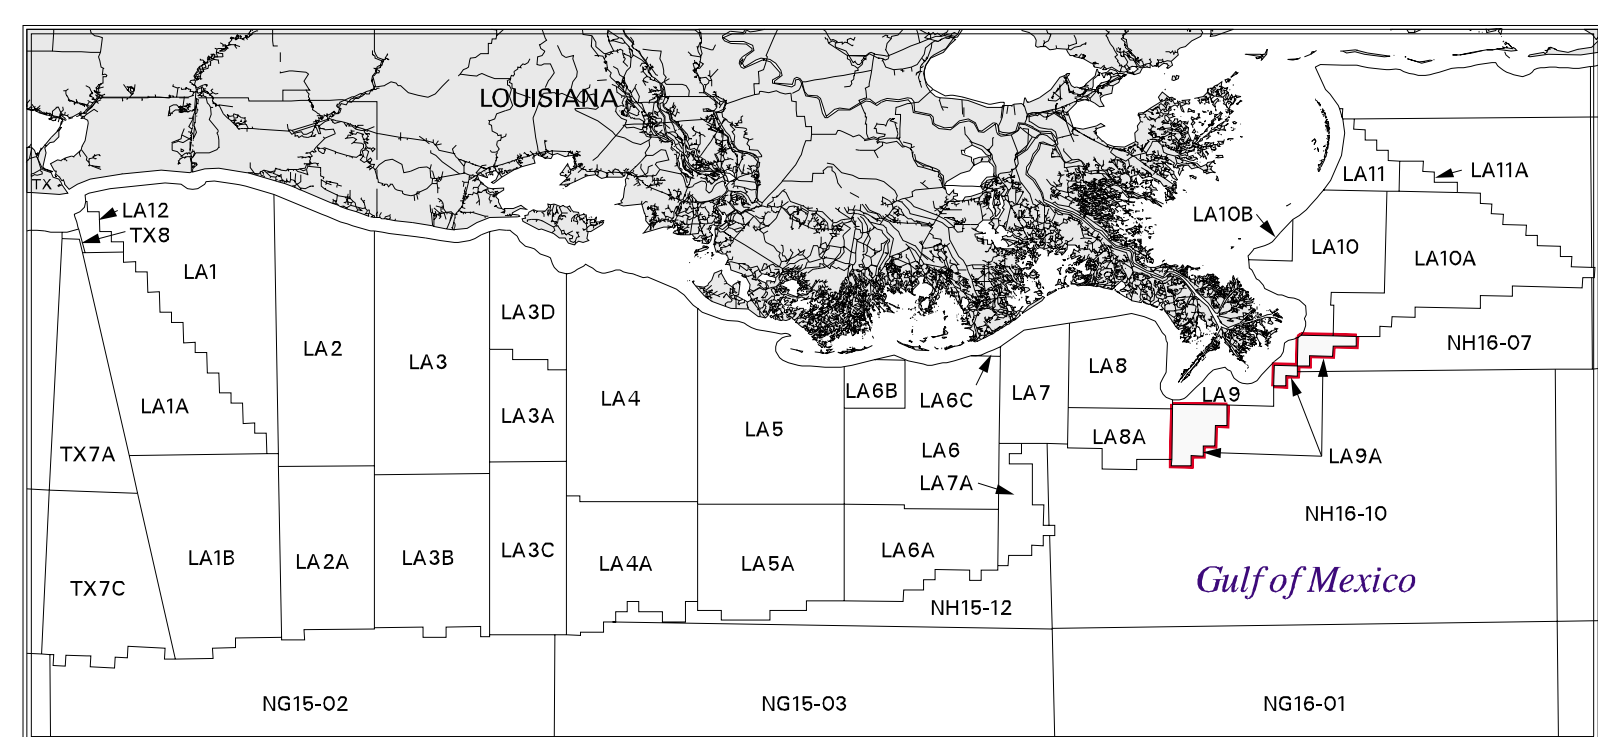 LOUISIANA
TX
LA11
LA11A
LA12
LA10B
TX8
LA10
LA10A
LA1
LA3D
LA2
LA3
NH16-07
LA8
LA6B
LA9
LA4
LA6C
LA7
LA1A
LA3A
LA5
LA8A
LA6
TX7A
LA9A
LA7A
NH16-10
LA3C
LA6A
LA1B
LA3B
LA2A
LA4A
LA5A
Gulf of Mexico
TX7C
NH15-12
NG15-02
NG15-03
NG16-01